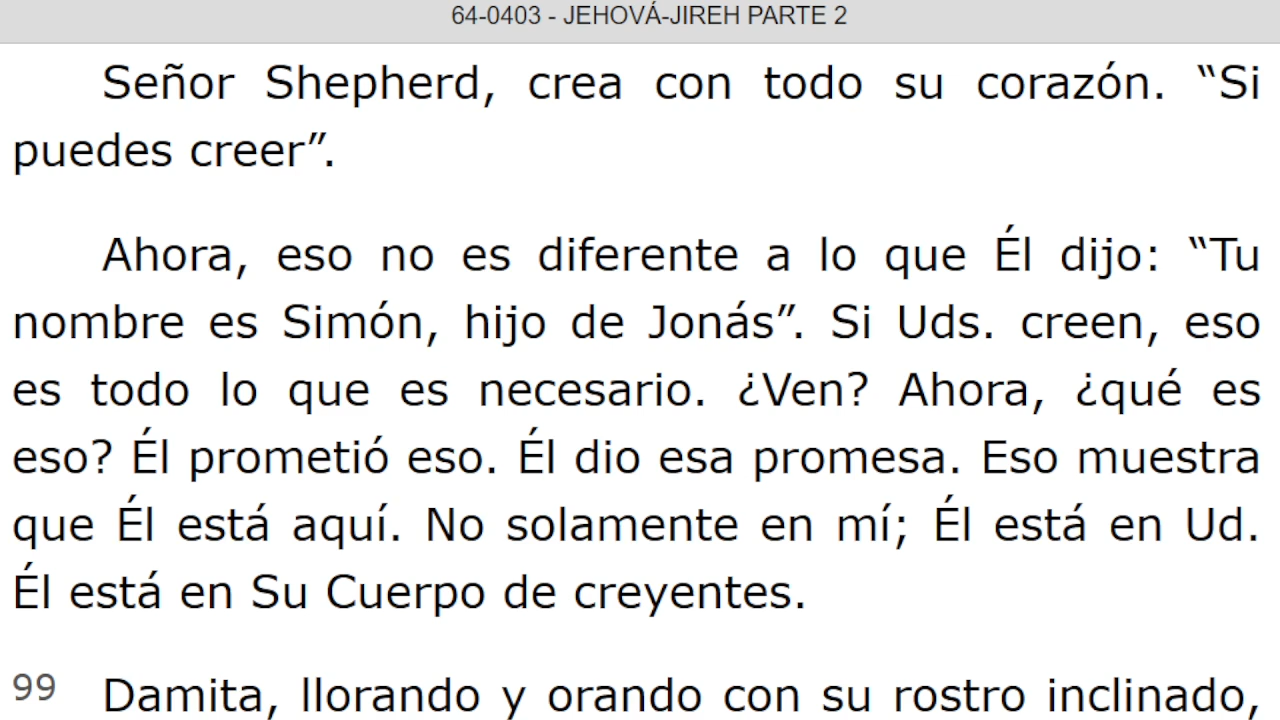 64-0403 - JEHOVÁ-JIREH PARTE 2
Señor Shepherd, crea con todo su corazón. “Si
puedes creer”.
Ahora, eso no es diferente a lo que Él dijo: “Tu
nombre es Simón, hijo de Jonás”. Si Uds. creen, eso
es todo lo que es necesario. ¿Ven? Ahora, ¿qué es
eso? Él prometió eso. Él dio esa promesa. Eso muestra
que Él está aquí. No solamente en mí; Él está en Ud.
Él está en Su Cuerpo de creyentes.
99 Damita, llorando y orando con su rostro inclinado,